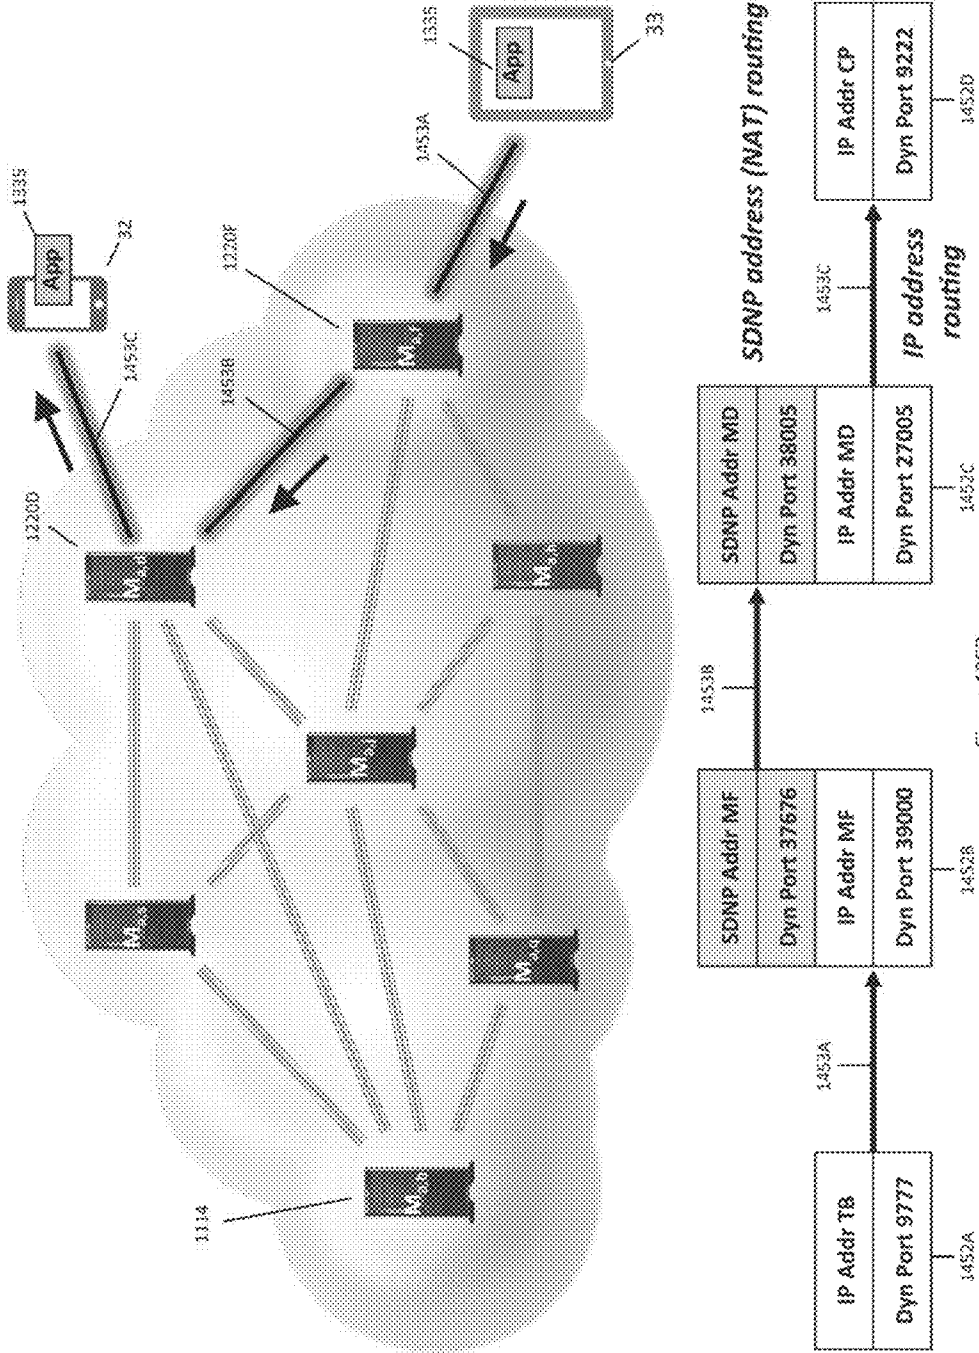 1335
App
32
1220D
1453C
1114
1220F
1453B
1453A
1335
App
33
SDNP address (NAT) routing
1453B
SDNP Addr MF
Dyn Port 37676
IP Addr MF
Dyn Port 39000
1452B
SDNP Addr MD
Dyn Port 38005
IP Addr MD
Dyn Port 27005
1452C
1453A
1453C
IP Addr TB
Dyn Port 9777
1452A
IP Addr CP
Dyn Port 9222
1452D
IP address
routing